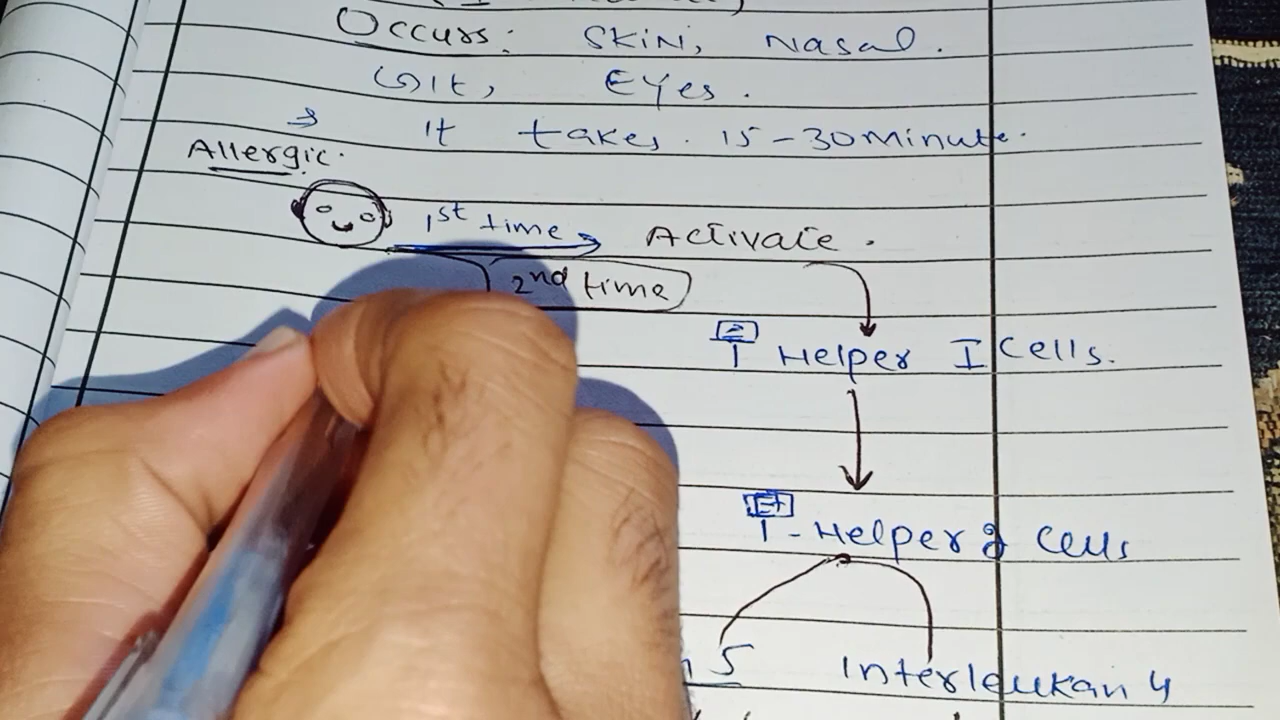 Occurs: SKiN, Nasal.
GIt, EYes.
→ It takes. 15-30 Minute.
Allergic.
1st time → Activate.
2nd time
T Helper I Cells.
T-Helper 2 Cells
5 Interleukan 4